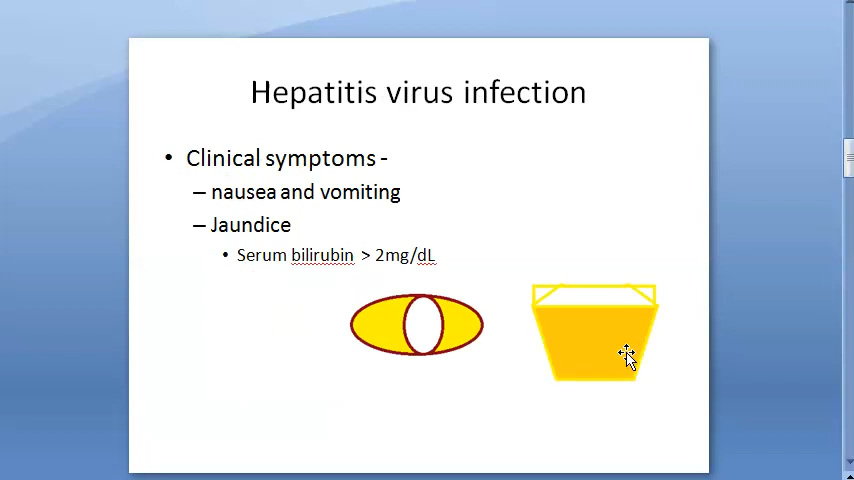 Hepatitis virus infection
• Clinical symptoms -
– nausea and vomiting
– Jaundice
• Serum bilirubin > 2mg/dL